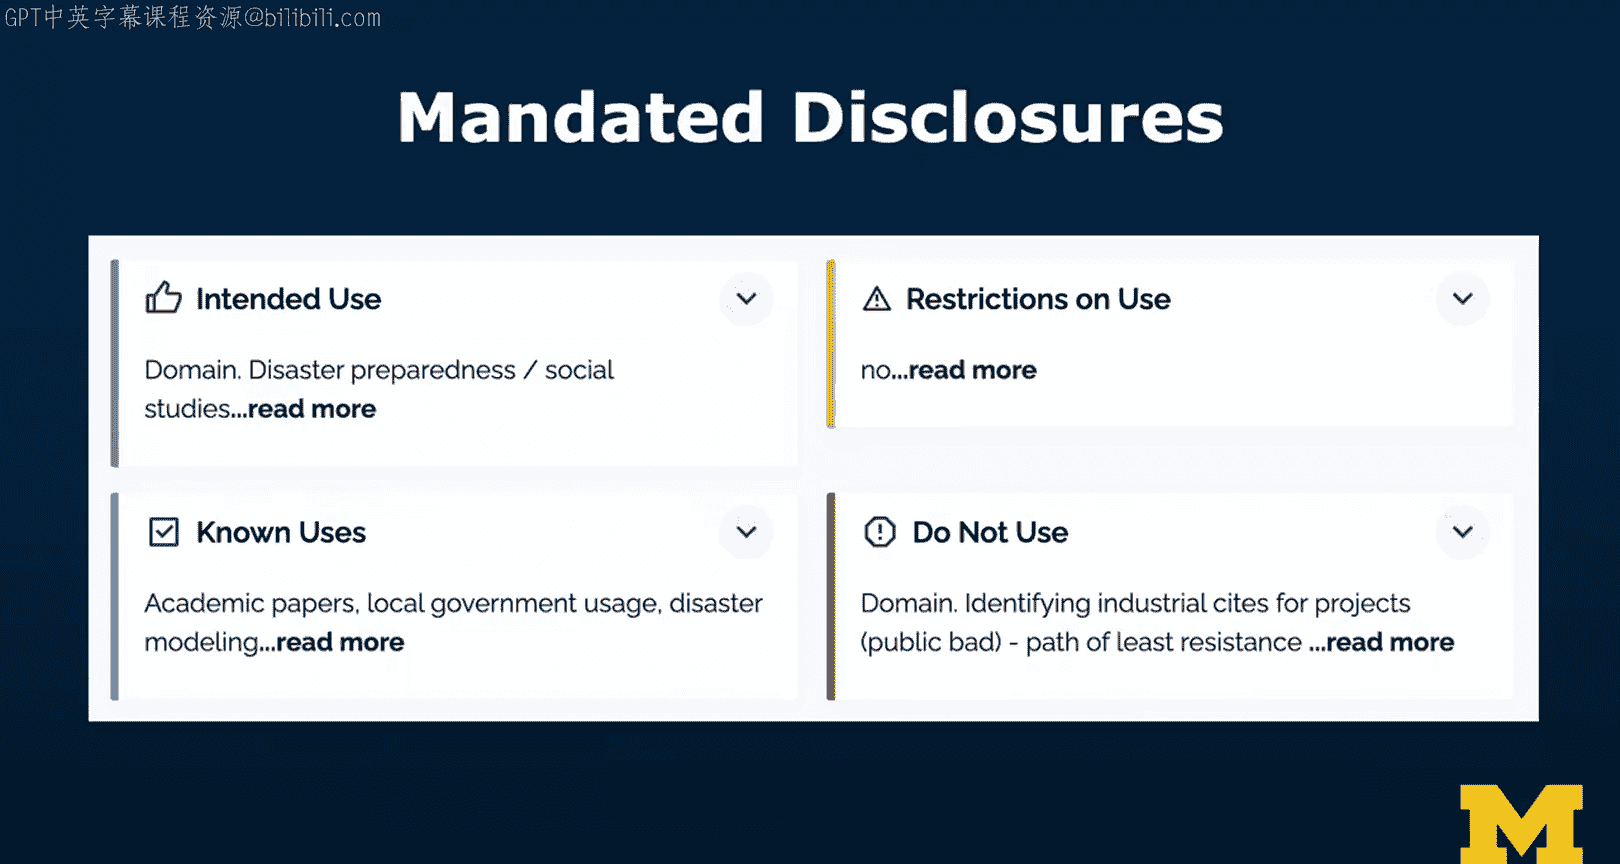 GPT中英字幕课程资源@bilibili.com
Mandated Disclosures
Intended Use
Domain. Disaster preparedness / social
studies...read more
Restrictions on Use
no...read more
Known Uses
Academic papers, local government usage, disaster
modeling...read more
Do Not Use
Domain. Identifying industrial cites for projects
(public bad) - path of least resistance ...read more
M